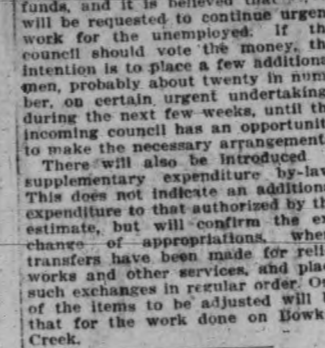 funds, and it is believed that
will be requested to continue urgen
work for the unemployed. If th
council should vote the money, th
intention is to place a few additiona
men, probably about twenty in num
ber, on certain urgent undertaking
during the next few weeks, until th
incoming council has an opportunit
to make the necessary arrangement
There will also be introduced
supplementary expenditure by-law
This does not indicate an addition
expenditure to that authorized by th
estimate, but will confirm the ex
change of appropriations, wher
transfers have been made for reli
works and other services, and plac
such exchanges in regular order. O
of the items to be adjusted will b
that for the work done on Bowk
Creek.